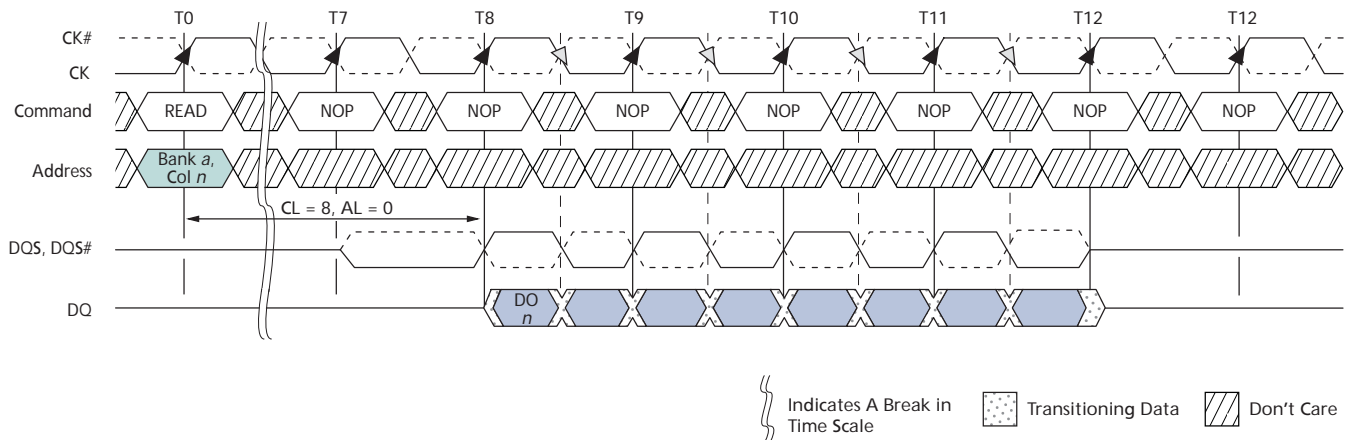 T0 T7 T8 T9 T10 T11 T12 T12
CK#
CK
Command READ NOP NOP NOP NOP NOP NOP NOP
Address Bank a,
Col n
CL = 8, AL = 0
DQS, DQS#
DQ DO
n
Indicates A Break in
Time Scale
Transitioning Data
Don't Care